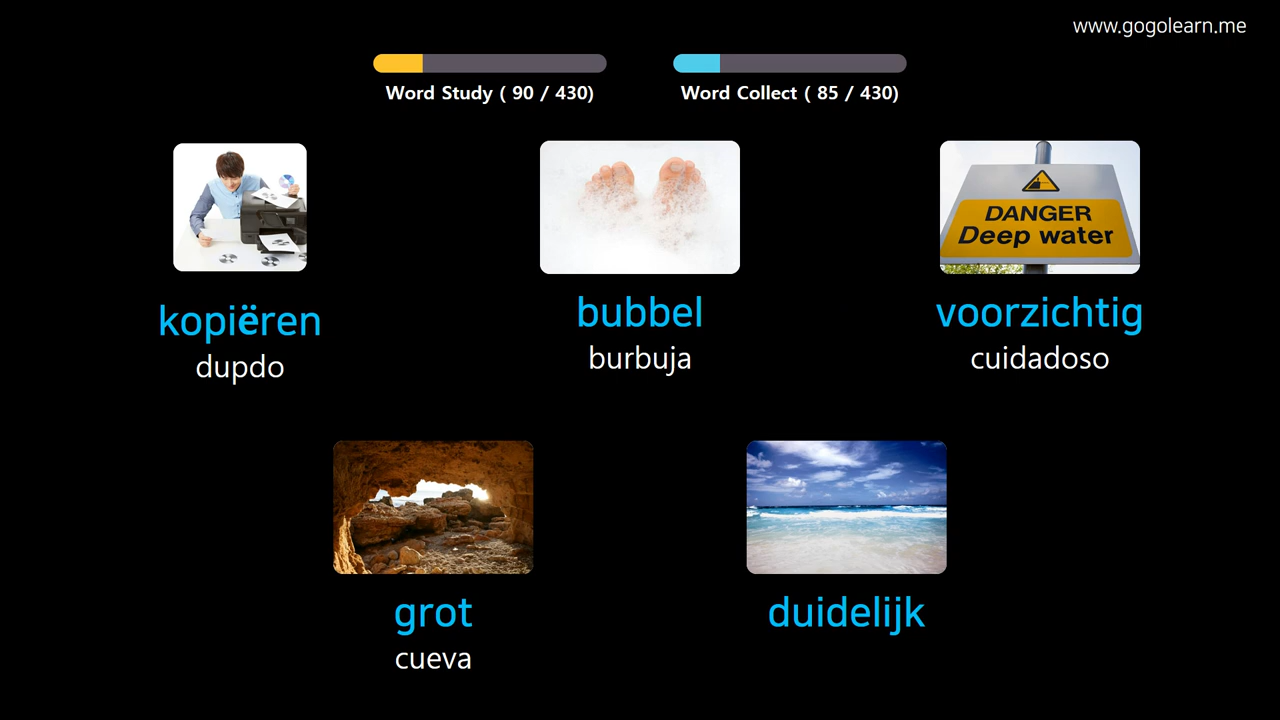 www.gogolearn.me
Word Study ( 90 / 430)
Word Collect ( 85 / 430)
DANGER
Deep water
kopiëren
dupdo
bubbel
burbuja
voorzichtig
cuidadoso
grot
cueva
duidelijk